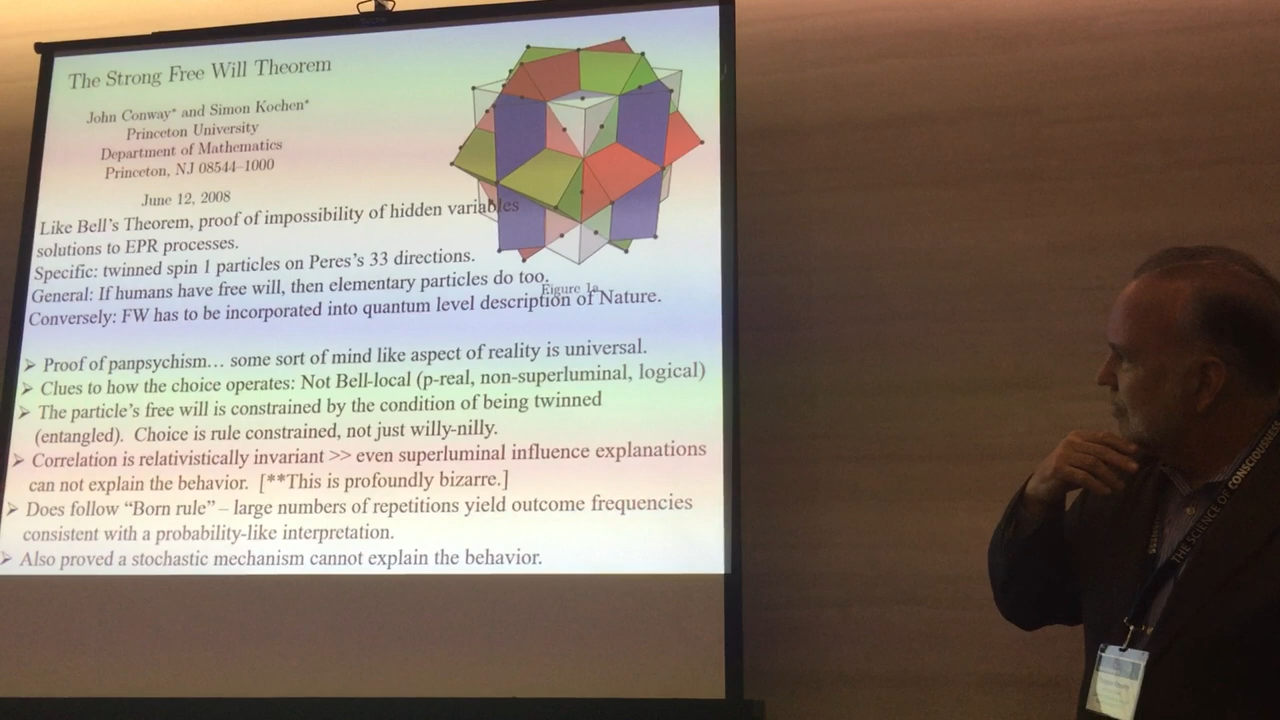 The Strong Free Will Theorem
John Conway* and Simon Kochen*
Princeton University
Department of Mathematics
Princeton, NJ 08544–1000
June 12, 2008
Like Bell's Theorem, proof of impossibility of hidden variables
solutions to EPR processes.
Specific: twinned spin 1 particles on Peres's 33 directions.
General: If humans have free will, then elementary particles do too.
Figure 1a
Conversely: FW has to be incorporated into quantum level description of Nature.
➢ Proof of panpsychism… some sort of mind like aspect of reality is universal.
➢ Clues to how the choice operates: Not Bell-local (p-real, non-superluminal, logical)
➢ The particle's free will is constrained by the condition of being twinned
(entangled). Choice is rule constrained, not just willy-nilly.
➢ Correlation is relativistically invariant >> even superluminal influence explanations
can not explain the behavior. [**This is profoundly bizarre.]
➢ Does follow “Born rule” – large numbers of repetitions yield outcome frequencies
consistent with a probability-like interpretation.
➢ Also proved a stochastic mechanism cannot explain the behavior.
THE SCIENCE OF CONSCIOUSNESS